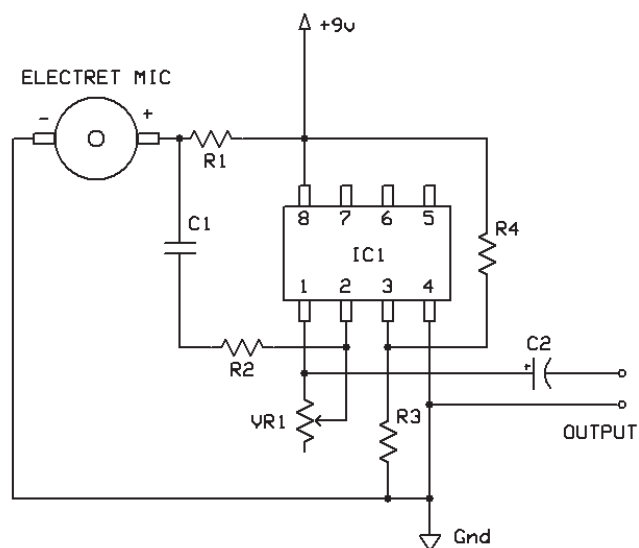 +9v
ELECTRET MIC
- +
R1
8 7 6 5
R4
C1
IC1
1 2 3 4
R2
C2
+
VR1
R3
OUTPUT
Gnd